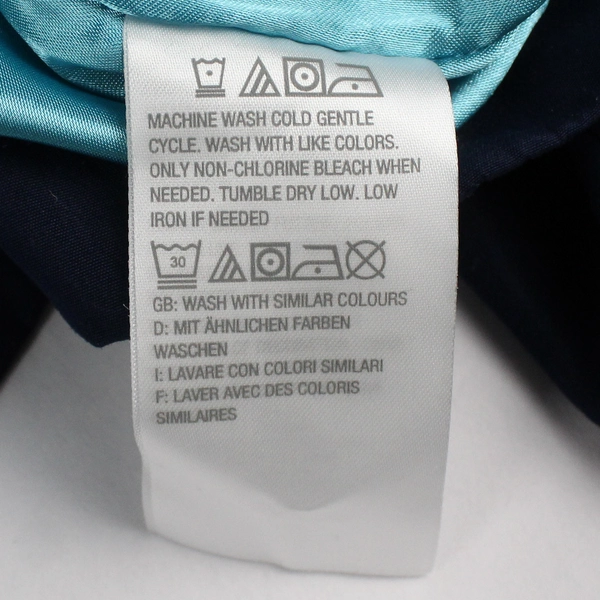 MACHINE WASH COLD GENTLE
CYCLE. WASH WITH LIKE COLORS.
ONLY NON-CHLORINE BLEACH WHEN
NEEDED. TUMBLE DRY LOW. LOW
IRON IF NEEDED
30
GB: WASH WITH SIMILAR COLOURS
D: MIT ÄHNLICHEN FARBEN
WASCHEN
I: LAVARE CON COLORI SIMILARI
F: LAVER AVEC DES COLORIS
SIMILAIRES